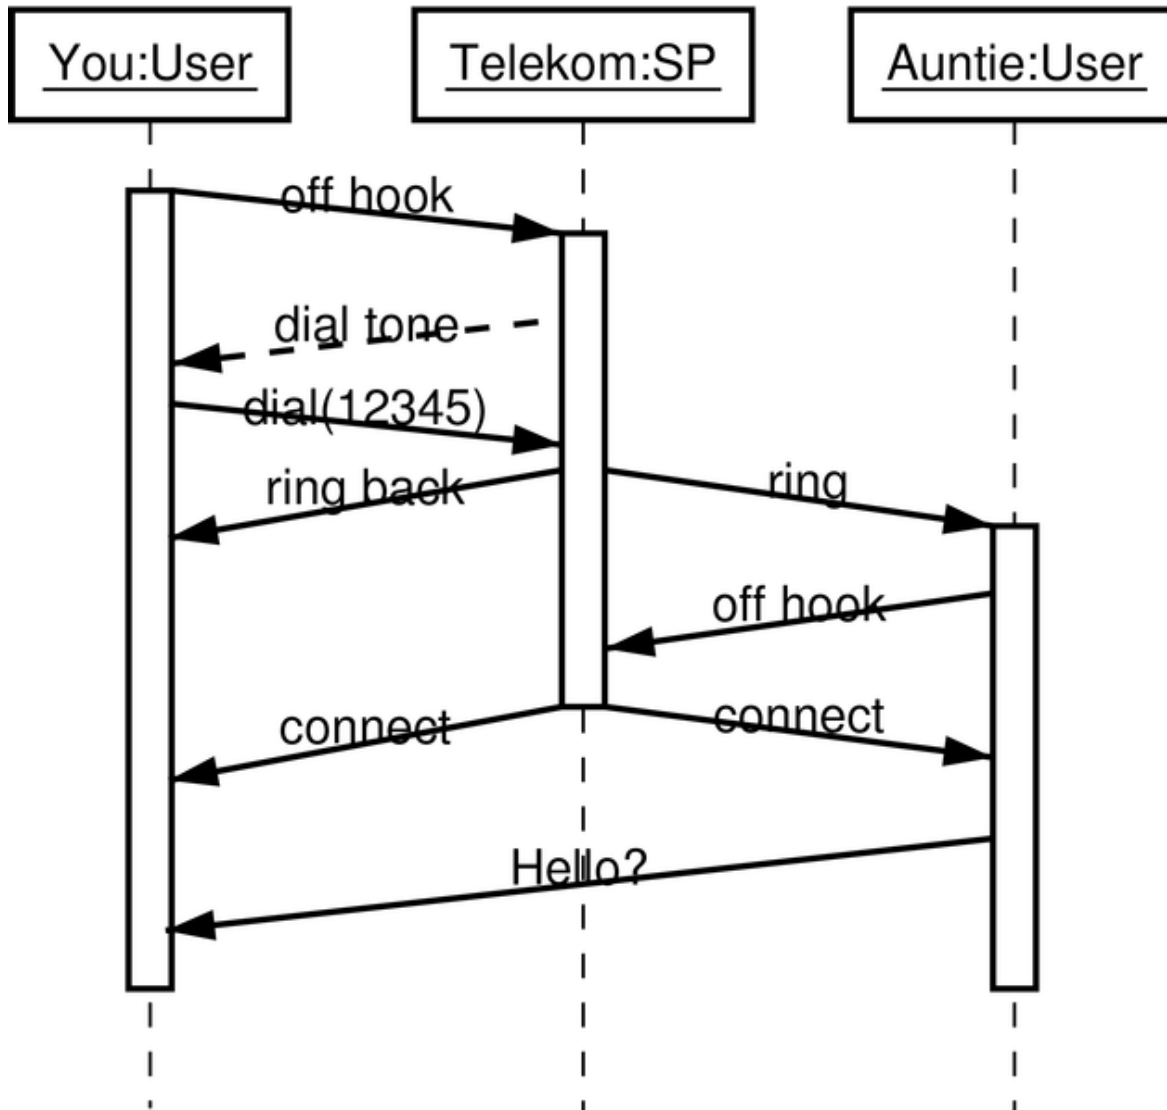 You:User
Telekom:SP
Auntie:User
off hook
dial tone
dial(12345)
ring back
ring
off hook
connect
connect
Hello?